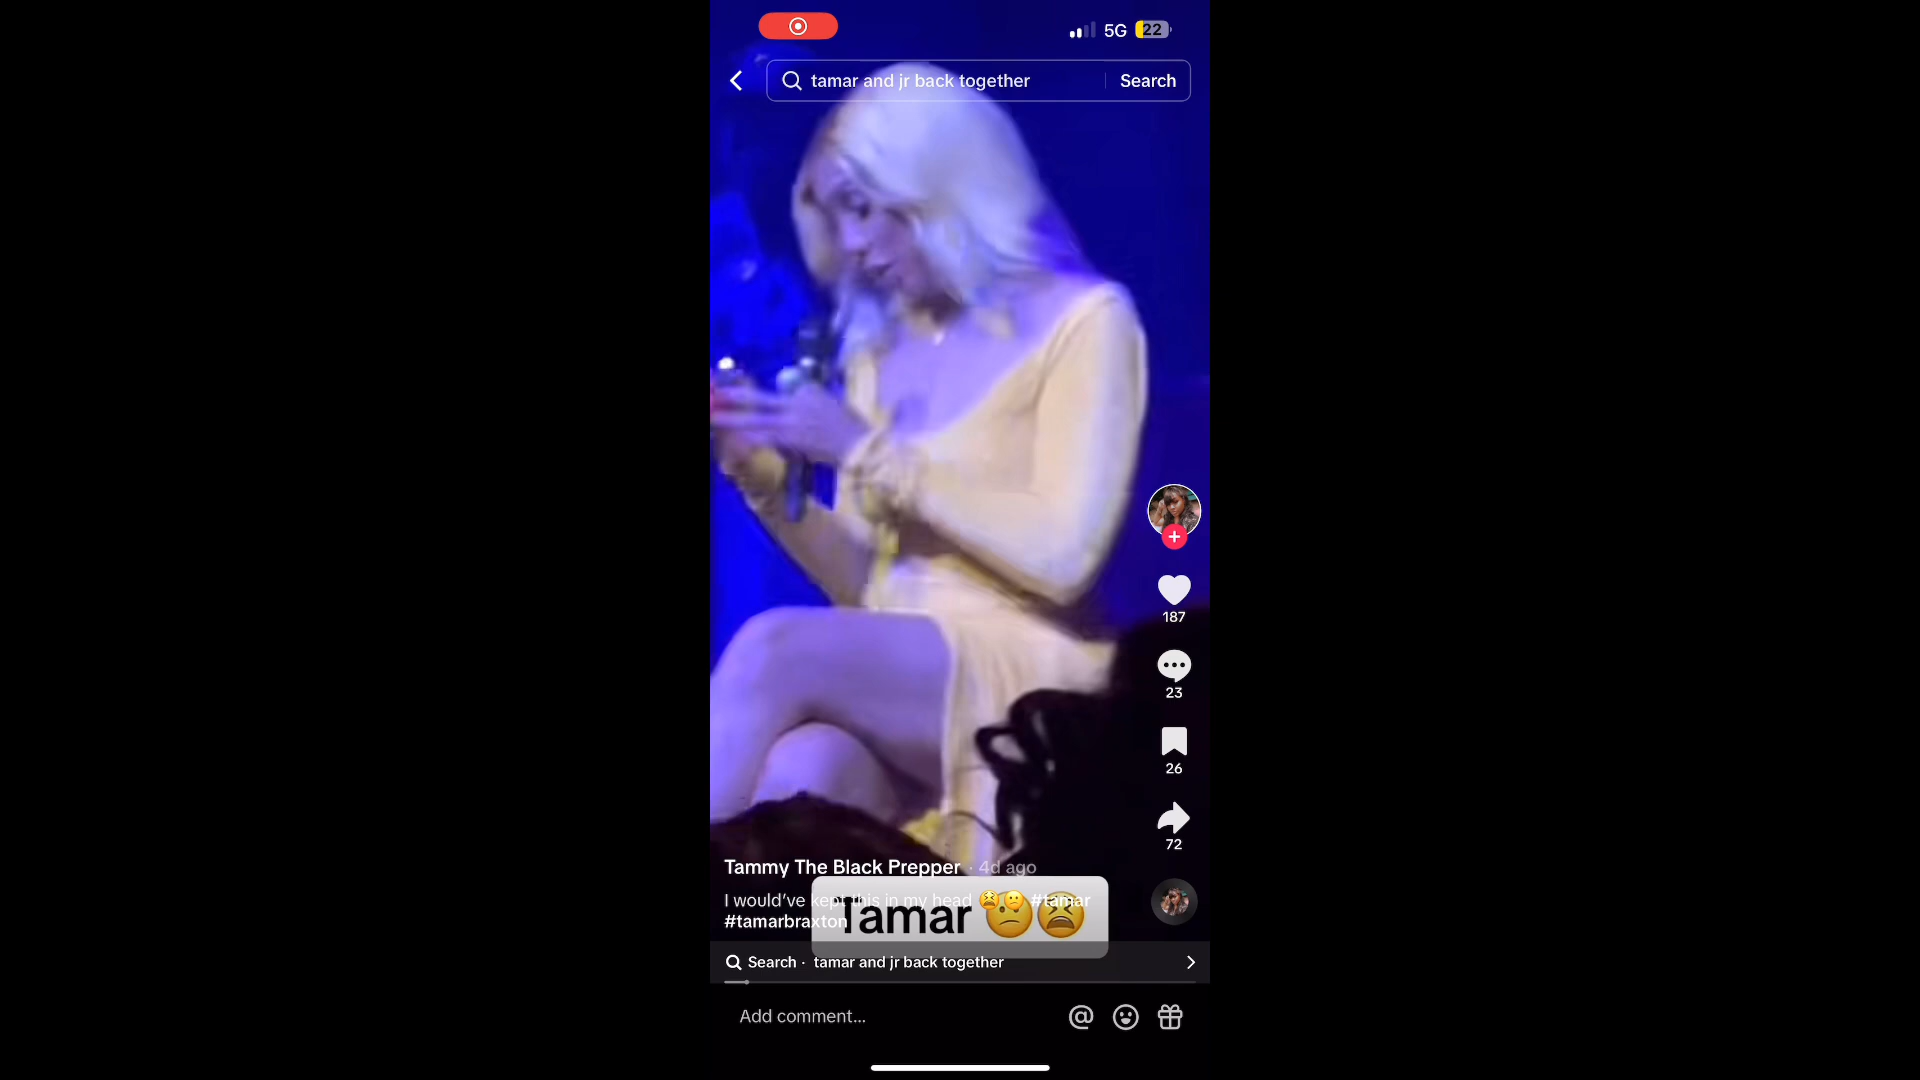 5G 22
tamar and jr back together Search
187
23
26
72
Tammy The Black Prepper · 4d ago
I would've kept this in my head 😫🫤 #tamar
#tamarbraxton
Tamar 🫤😫
Search · tamar and jr back together
Add comment...